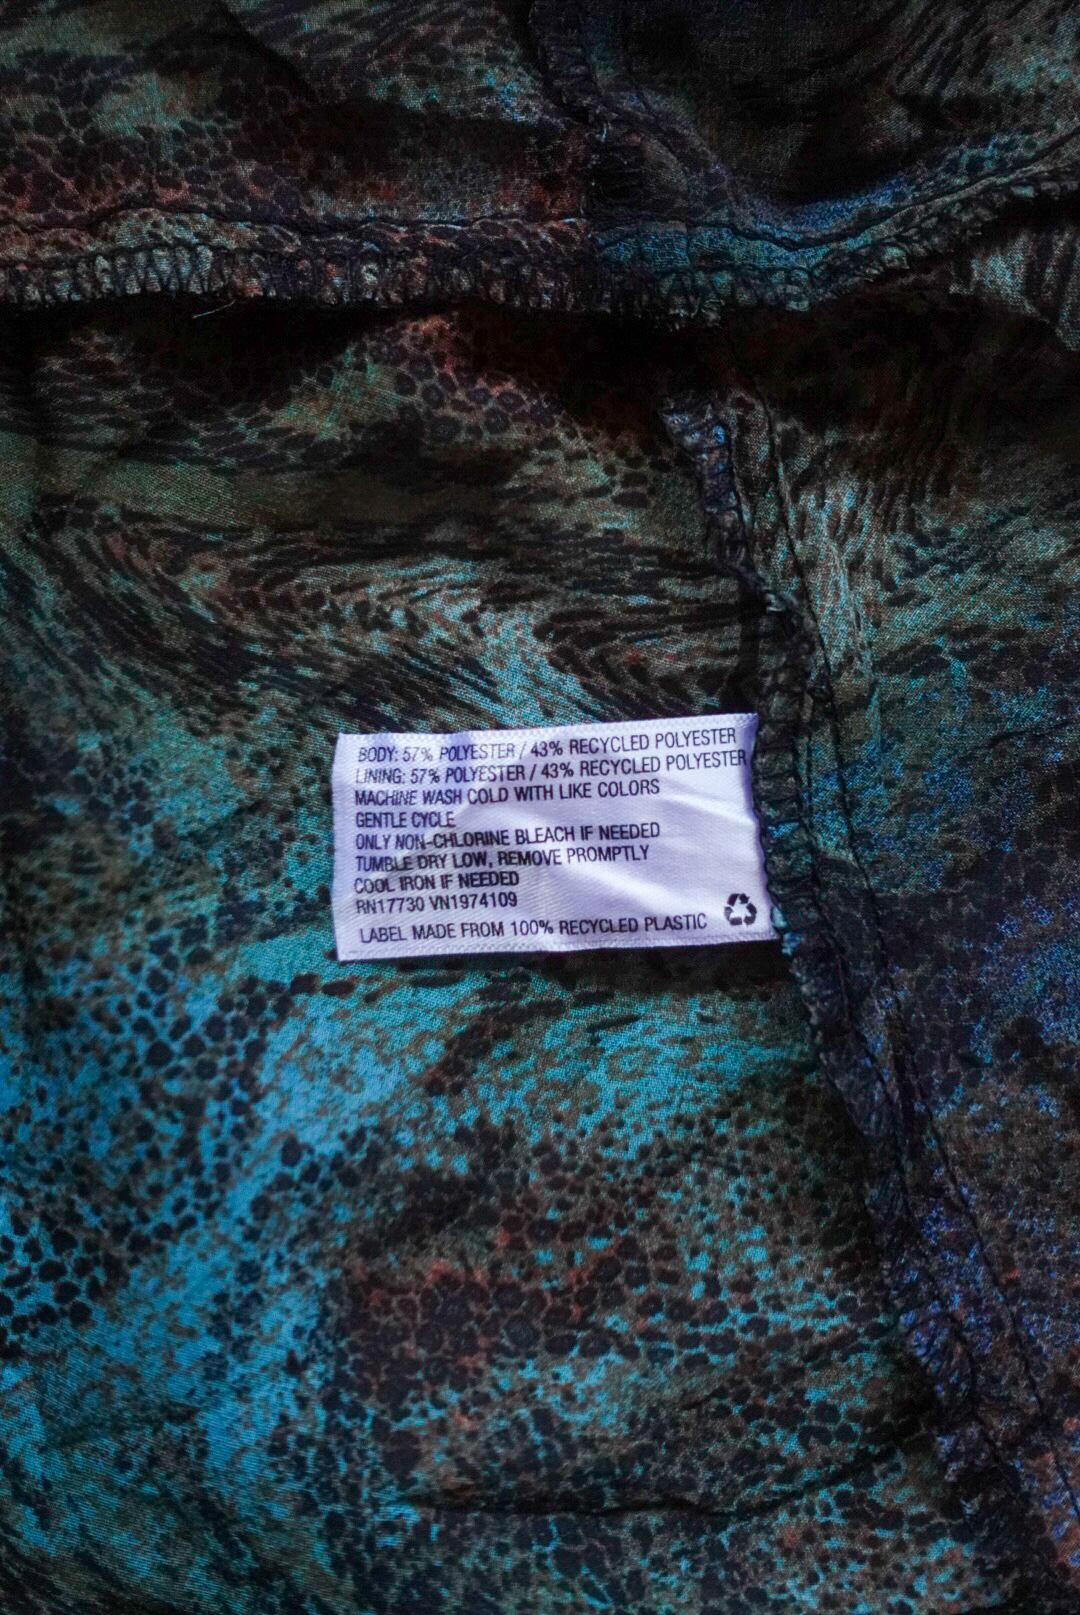 BODY: 57% POLYESTER / 43% RECYCLED POLYESTER
LINING: 57% POLYESTER / 43% RECYCLED POLYESTER
MACHINE WASH COLD WITH LIKE COLORS
GENTLE CYCLE
ONLY NON-CHLORINE BLEACH IF NEEDED
TUMBLE DRY LOW, REMOVE PROMPTLY
COOL IRON IF NEEDED
RN17730 VN1974109
LABEL MADE FROM 100% RECYCLED PLASTIC